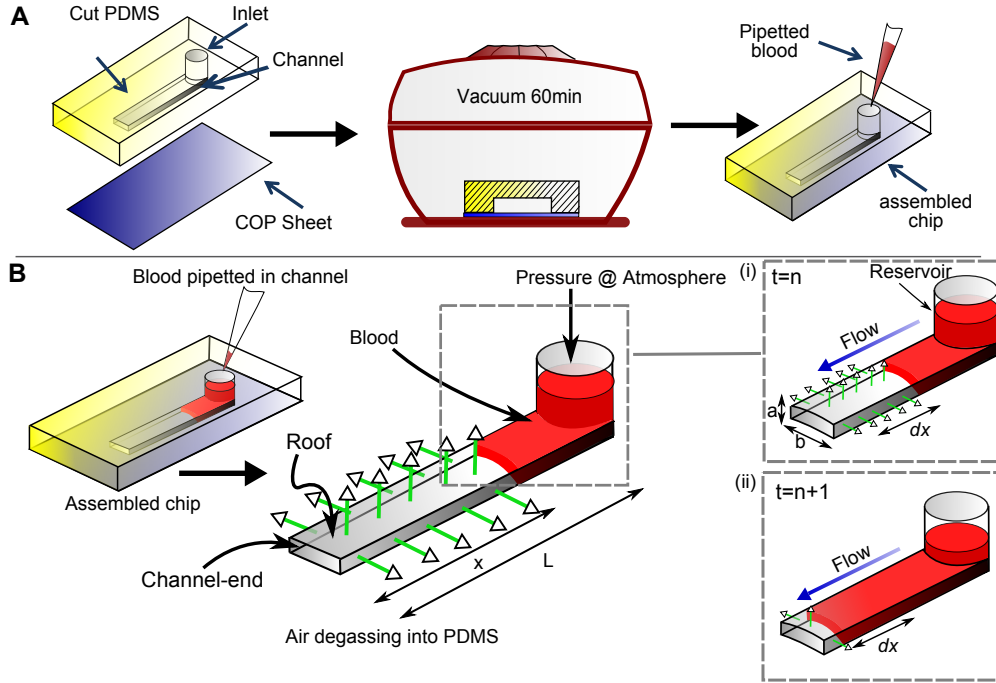 A
Cut PDMS
Inlet
Channel
COP Sheet
Vacuum 60min
Pipetted
blood
assembled
chip
B
Blood pipetted in channel
Assembled chip
Pressure @ Atmosphere
Blood
Roof
Channel-end
x
L
Air degassing into PDMS
(i)
t=n
Reservoir
Flow
a
b
dx
(ii)
t=n+1
Flow
dx